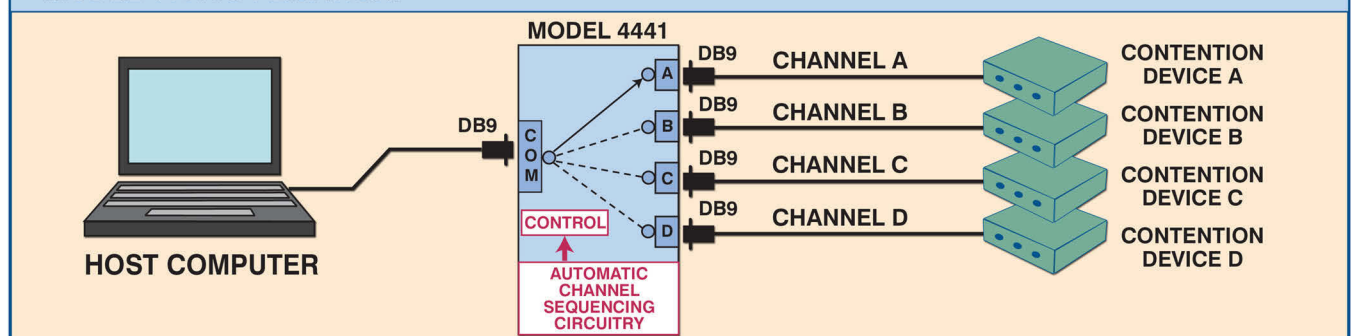 MODEL 4441
DB9
CHANNEL A
CONTENTION
DEVICE A
A
DB9
CHANNEL B
CONTENTION
DEVICE B
B
DB9
COM
DB9
CHANNEL C
CONTENTION
DEVICE C
C
DB9
CHANNEL D
CONTENTION
DEVICE D
D
CONTROL
HOST COMPUTER
AUTOMATIC
CHANNEL
SEQUENCING
CIRCUITRY